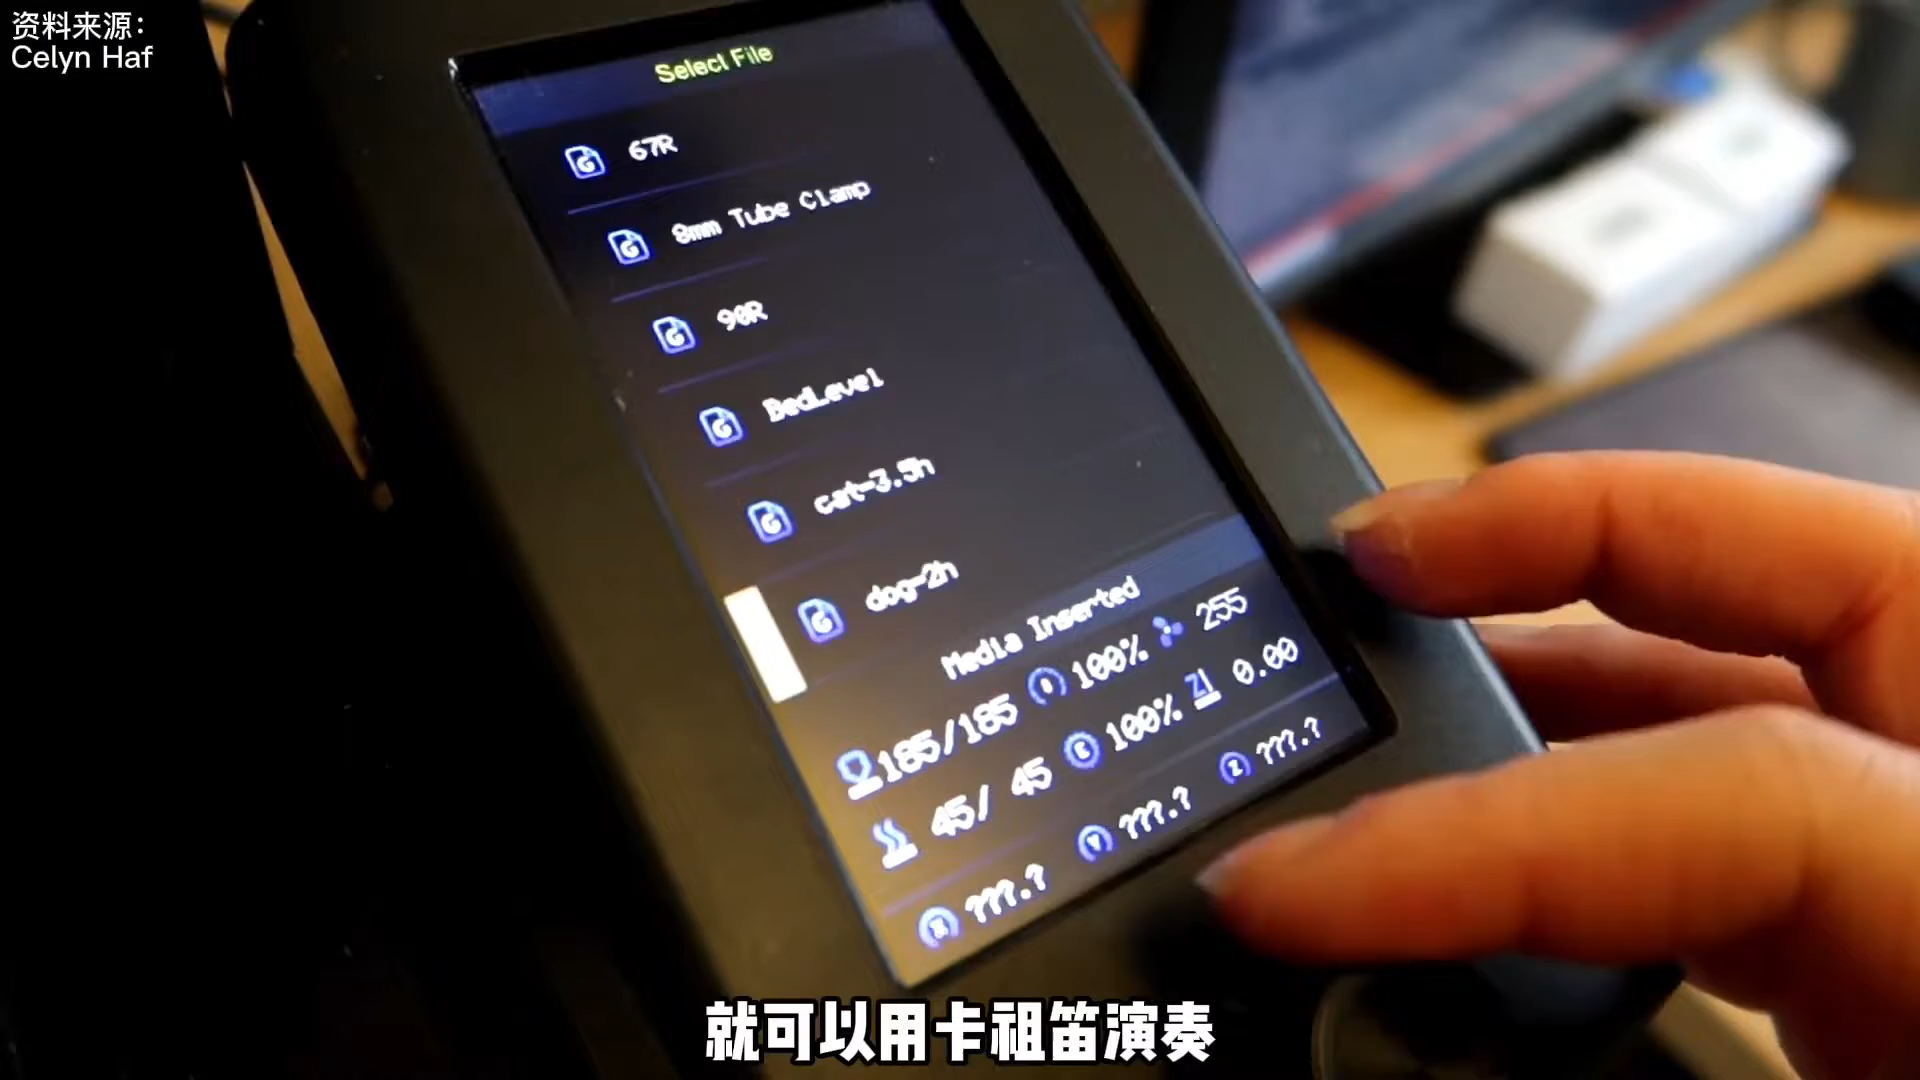 资料来源：
Celyn Haf
Select File
67R
8mm Tube Clamp
90R
BedLevel
cat-3.5h
dog-2h
Media Inserted
185/185 100% 255
45/ 45 E 100% Z 0.00
X ???.? Y ???.? Z ???.?
就可以用卡祖笛演奏